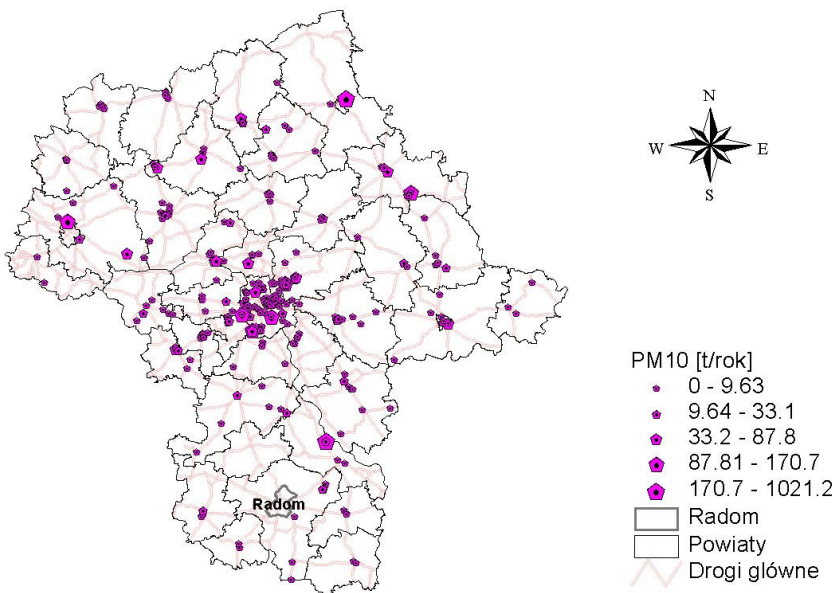 N
W E
S
Radom
PM10 [t/rok]
0 - 9.63
9.64 - 33.1
33.2 - 87.8
87.81 - 170.7
170.7 - 1021.2
Radom
Powiaty
Drogi glówne